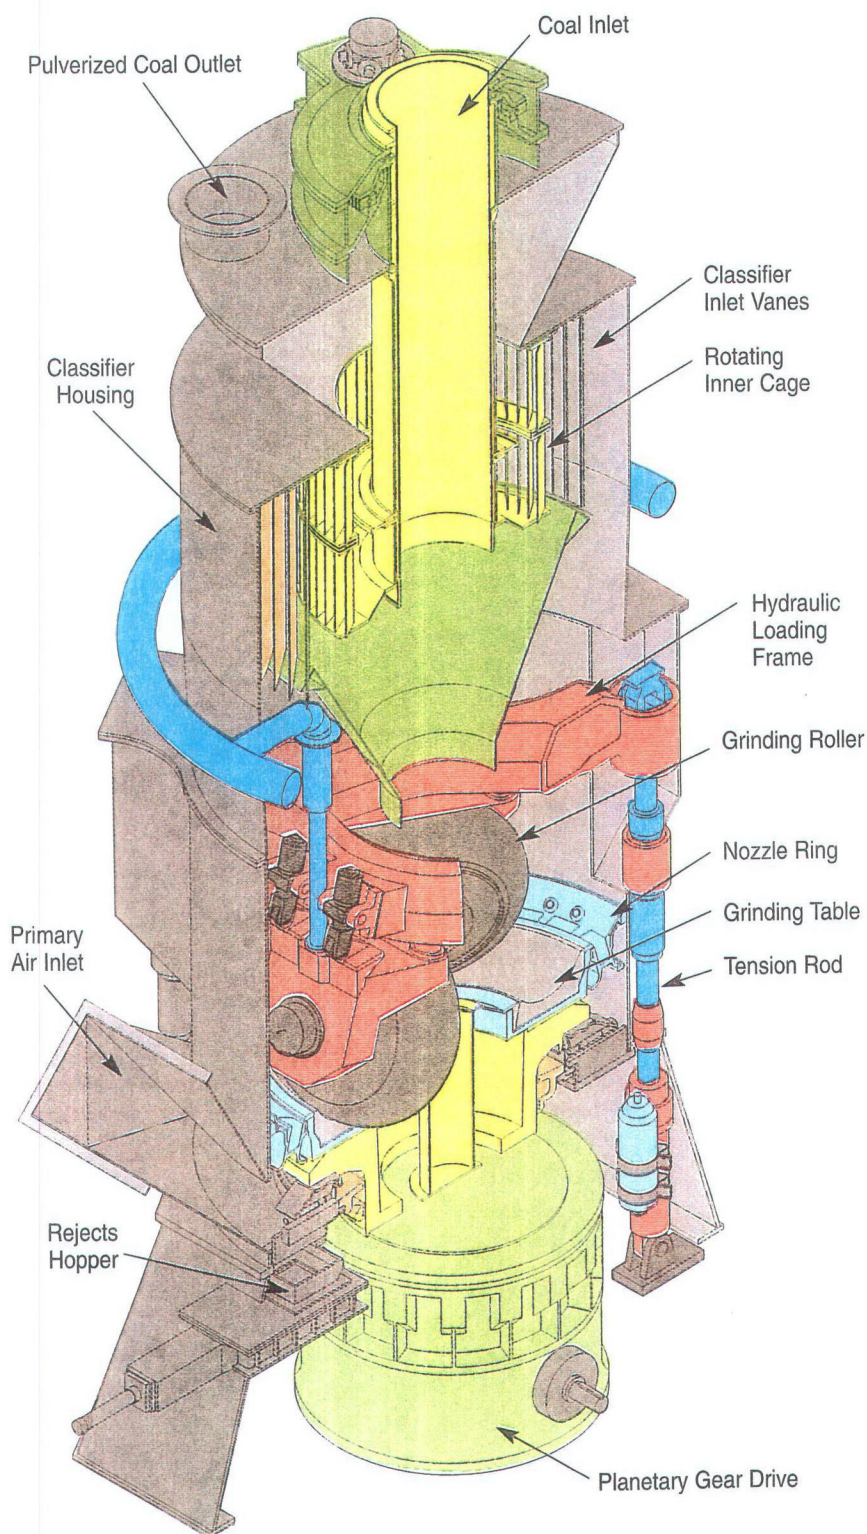 Coal Inlet
Pulverized Coal Outlet
Classifier
Inlet Vanes
Rotating
Inner Cage
Classifier
Housing
Hydraulic
Loading
Frame
Grinding Roller
Nozzle Ring
Grinding Table
Primary
Air Inlet
Tension Rod
Rejects
Hopper
Planetary Gear Drive